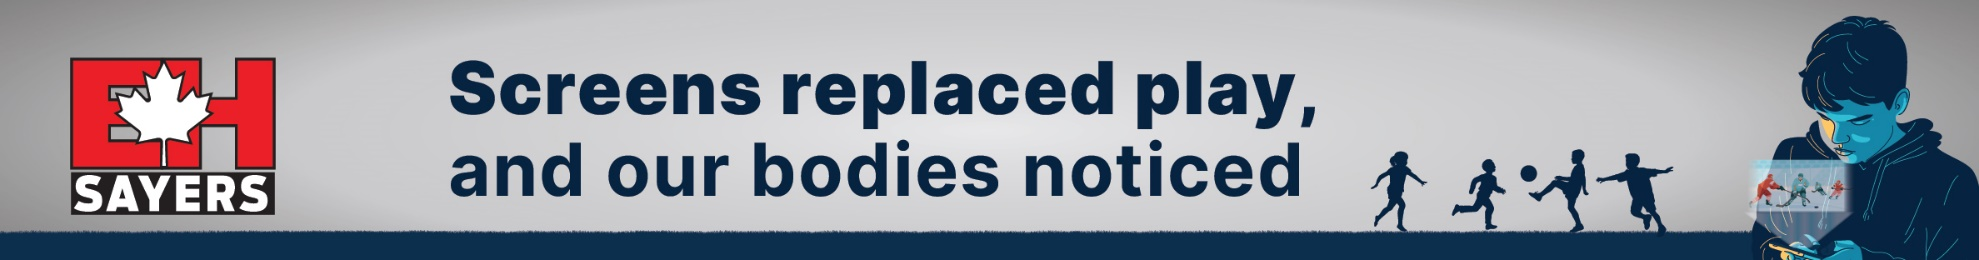 EH
SAYERS
Screens replaced play,
and our bodies noticed